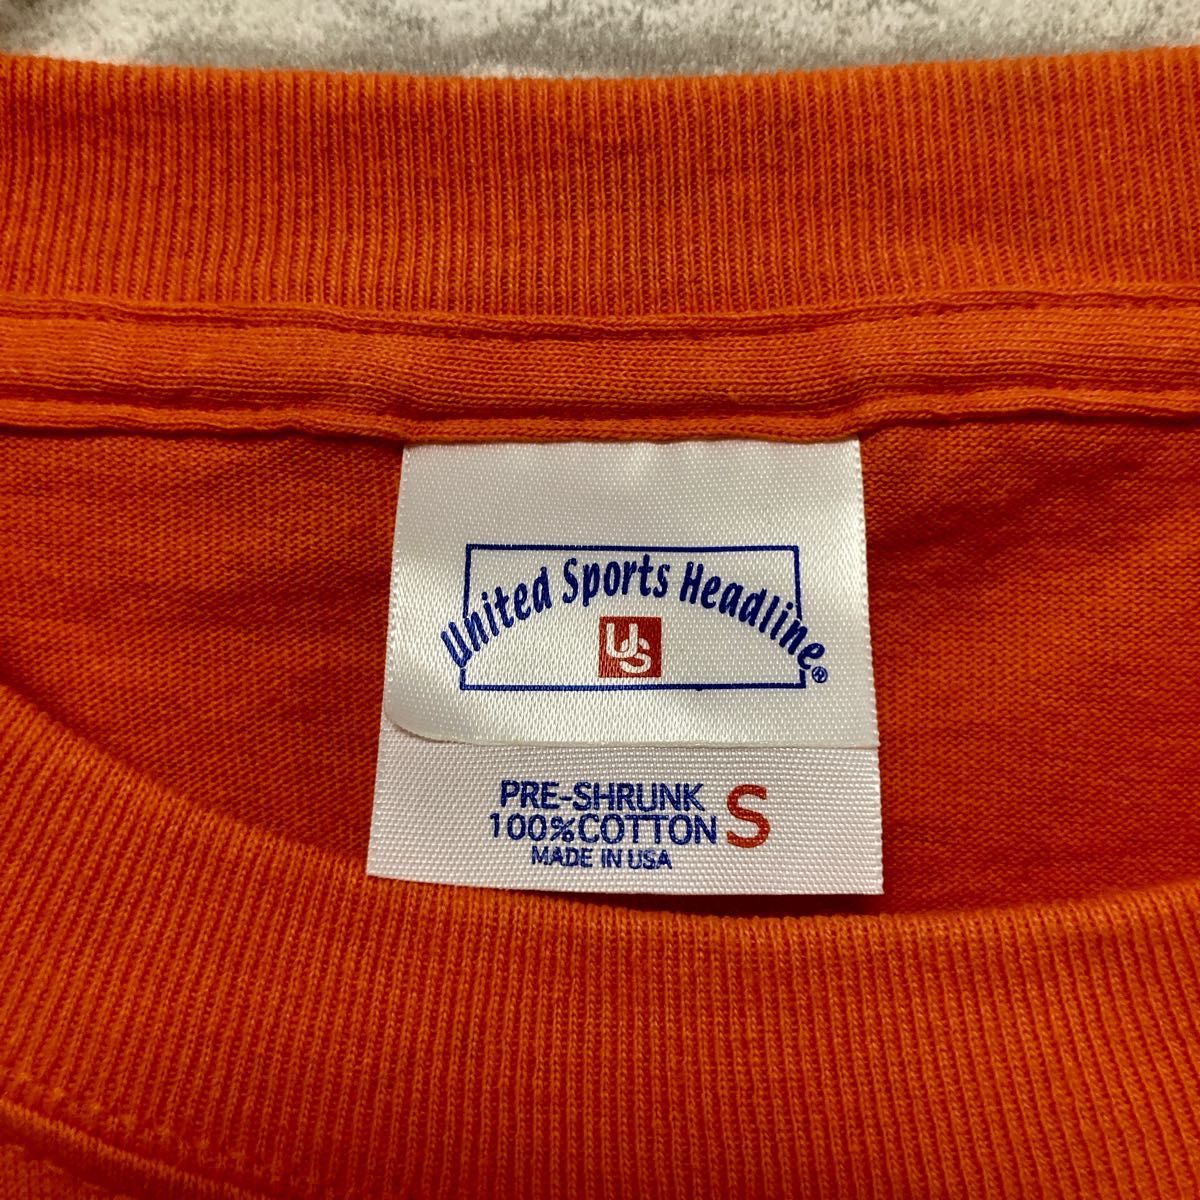 United Sports Headline®
US
PRE-SHRUNK
100%COTTON S
MADE IN USA